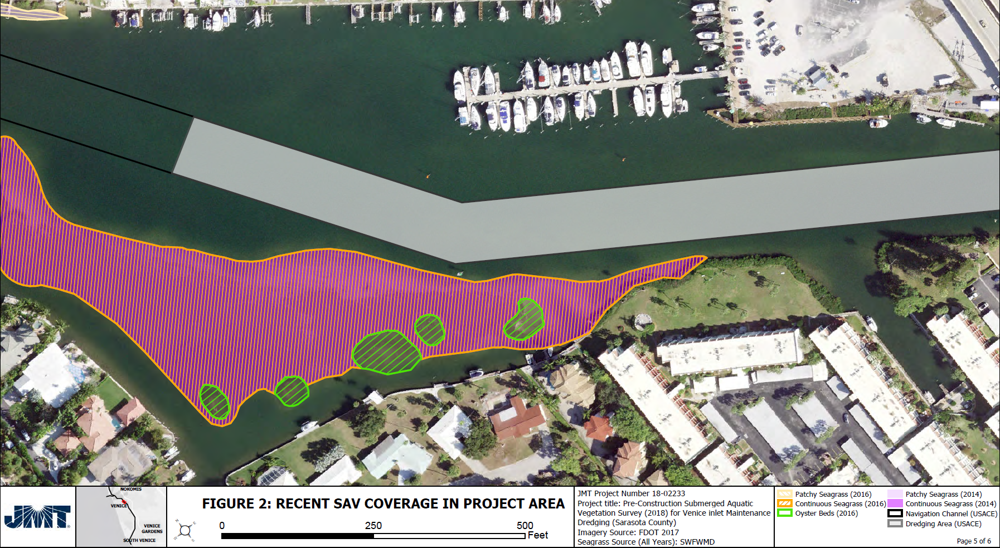 JMT
®
NOKOMIS
VENICE
VENICE
GARDENS
SOUTH VENICE
FIGURE 2: RECENT SAV COVERAGE IN PROJECT AREA
N
E
W
S
0 250 500
Feet
JMT Project Number 18-02233
Project title: Pre-Construction Submerged Aquatic
Vegetation Survey (2018) for Venice inlet Maintenance
Dredging (Sarasota County)
Imagery Source: FDOT 2017
Seagrass Source (All Years): SWFWMD
Patchy Seagrass (2016)
Continuous Seagrass (2016)
Oyster Beds (2016)
Patchy Seagrass (2014)
Continuous Seagrass (2014)
Navigation Channel (USACE)
Dredging Area (USACE)
Page 5 of 6